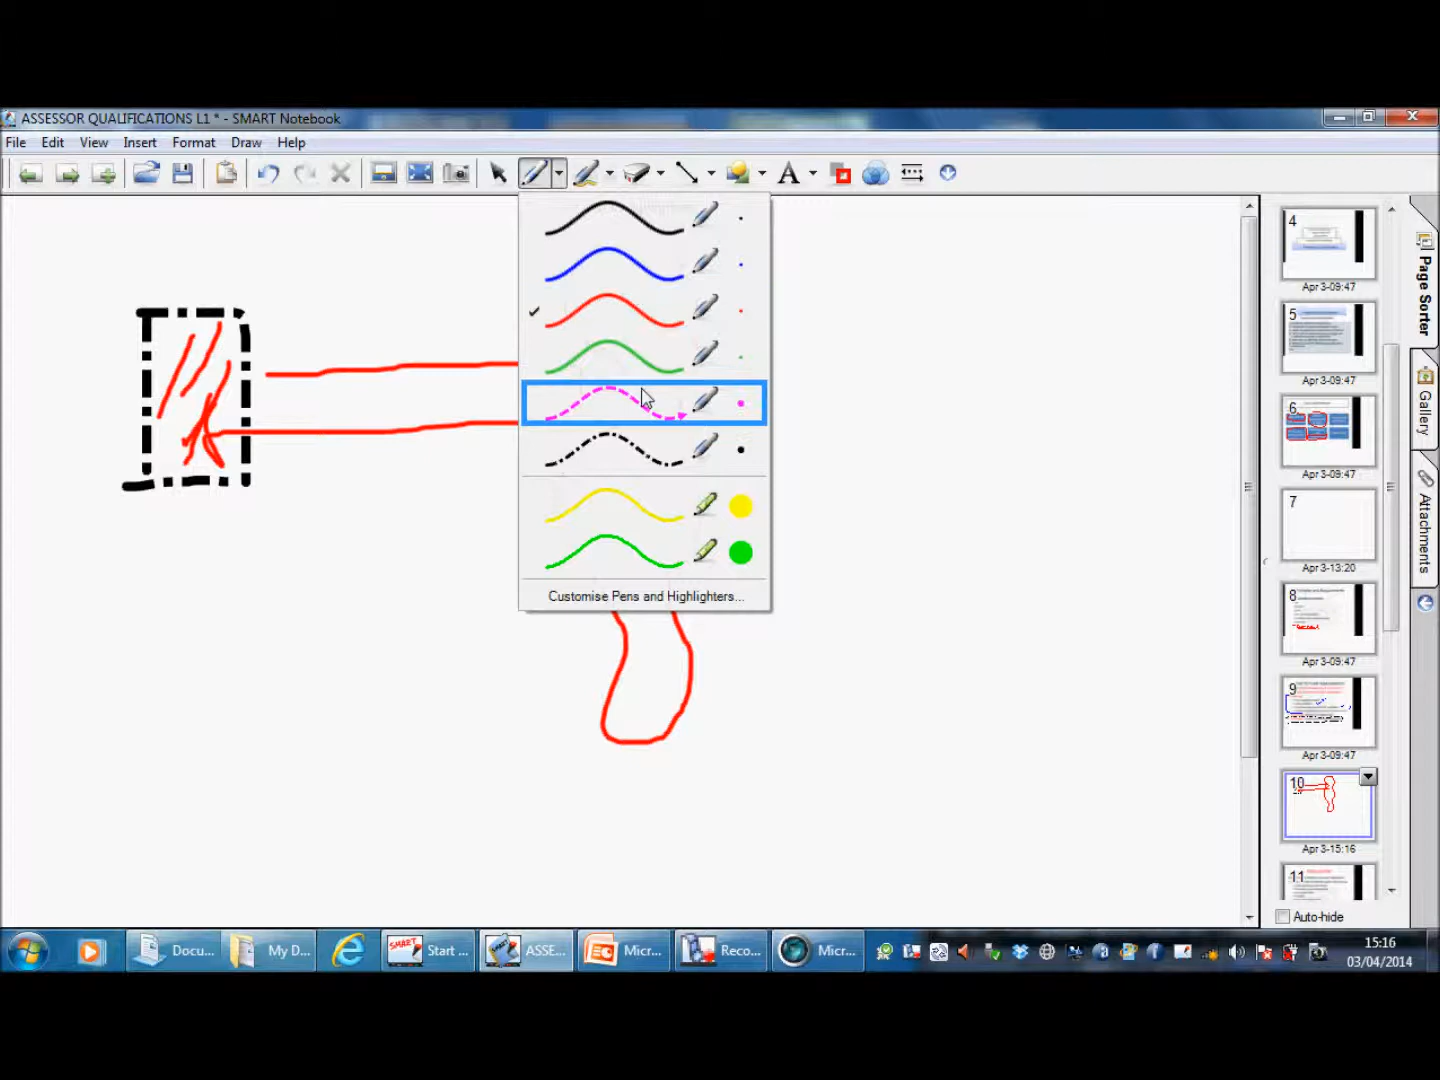 ASSESSOR QUALIFICATIONS L1 * - SMART Notebook
File Edit View Insert Format Draw Help
Customise Pens and Highlighters...
4
Apr 3-09:47
5
Apr 3-09:47
6
Apr 3-09:47
7
Apr 3-13:20
8
Apr 3-09:47
9
Apr 3-09:47
10
Apr 3-15:16
11
Auto-hide
Page Sorter
Gallery
Attachments
Docu...
My D...
SMART
Start ...
ASSE...
Micr...
Reco...
Micr...
15:16
03/04/2014